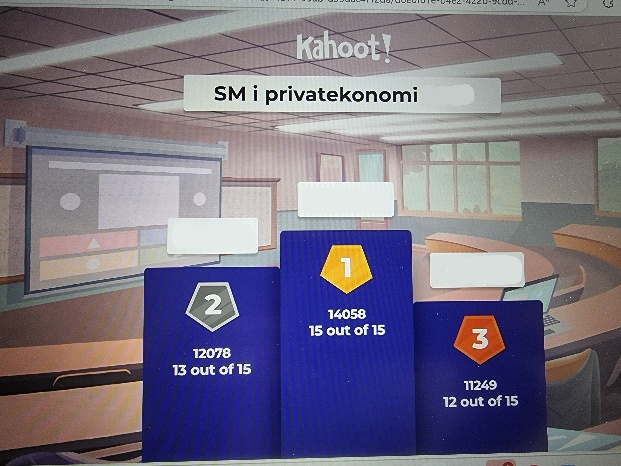 Kahoot!
SM i privatekonomi
1
14058
15 out of 15
2
12078
13 out of 15
3
11249
12 out of 15